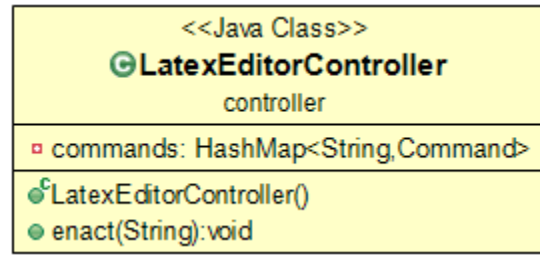 <<Java Class>>
LatexEditorController
controller
commands: HashMap<String,Command>
LatexEditorController()
enact(String):void